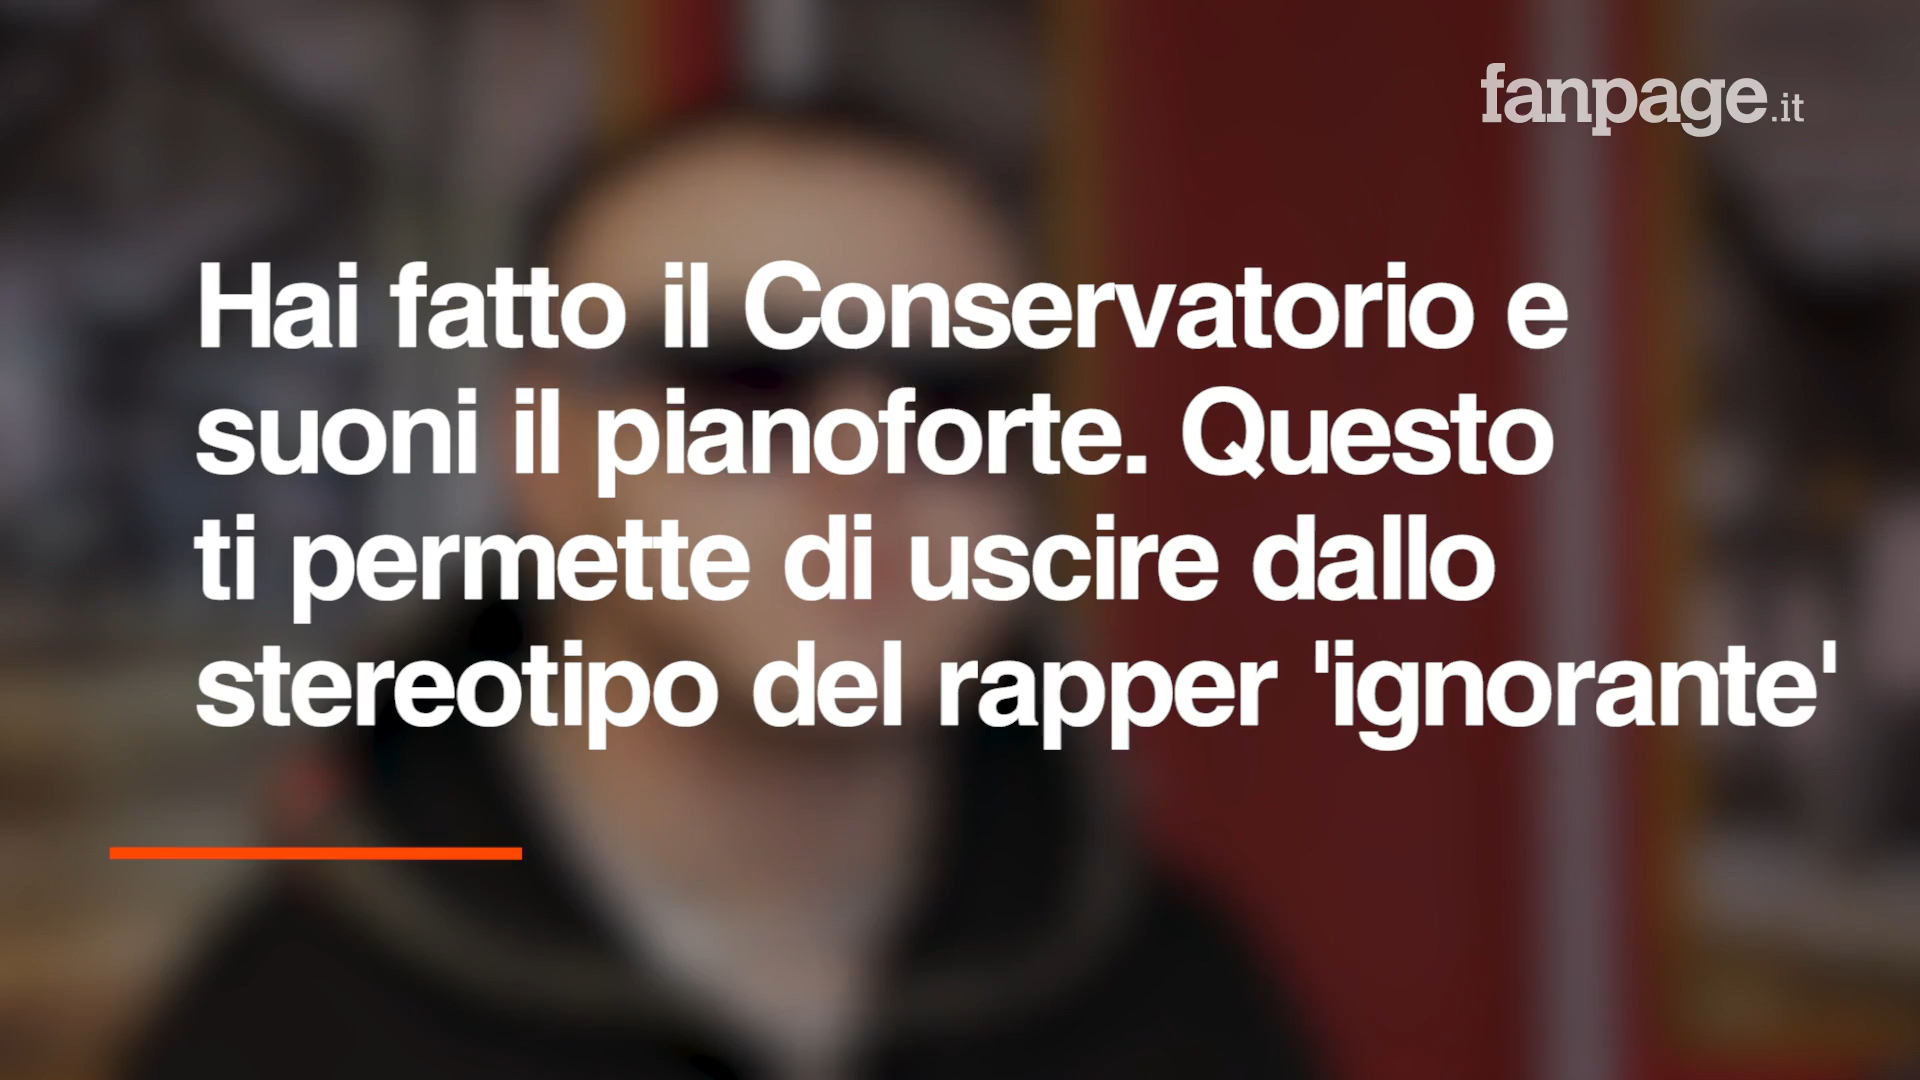 fanpage.it
Hai fatto il Conservatorio e
suoni il pianoforte. Questo
ti permette di uscire dallo
stereotipo del rapper 'ignorante'